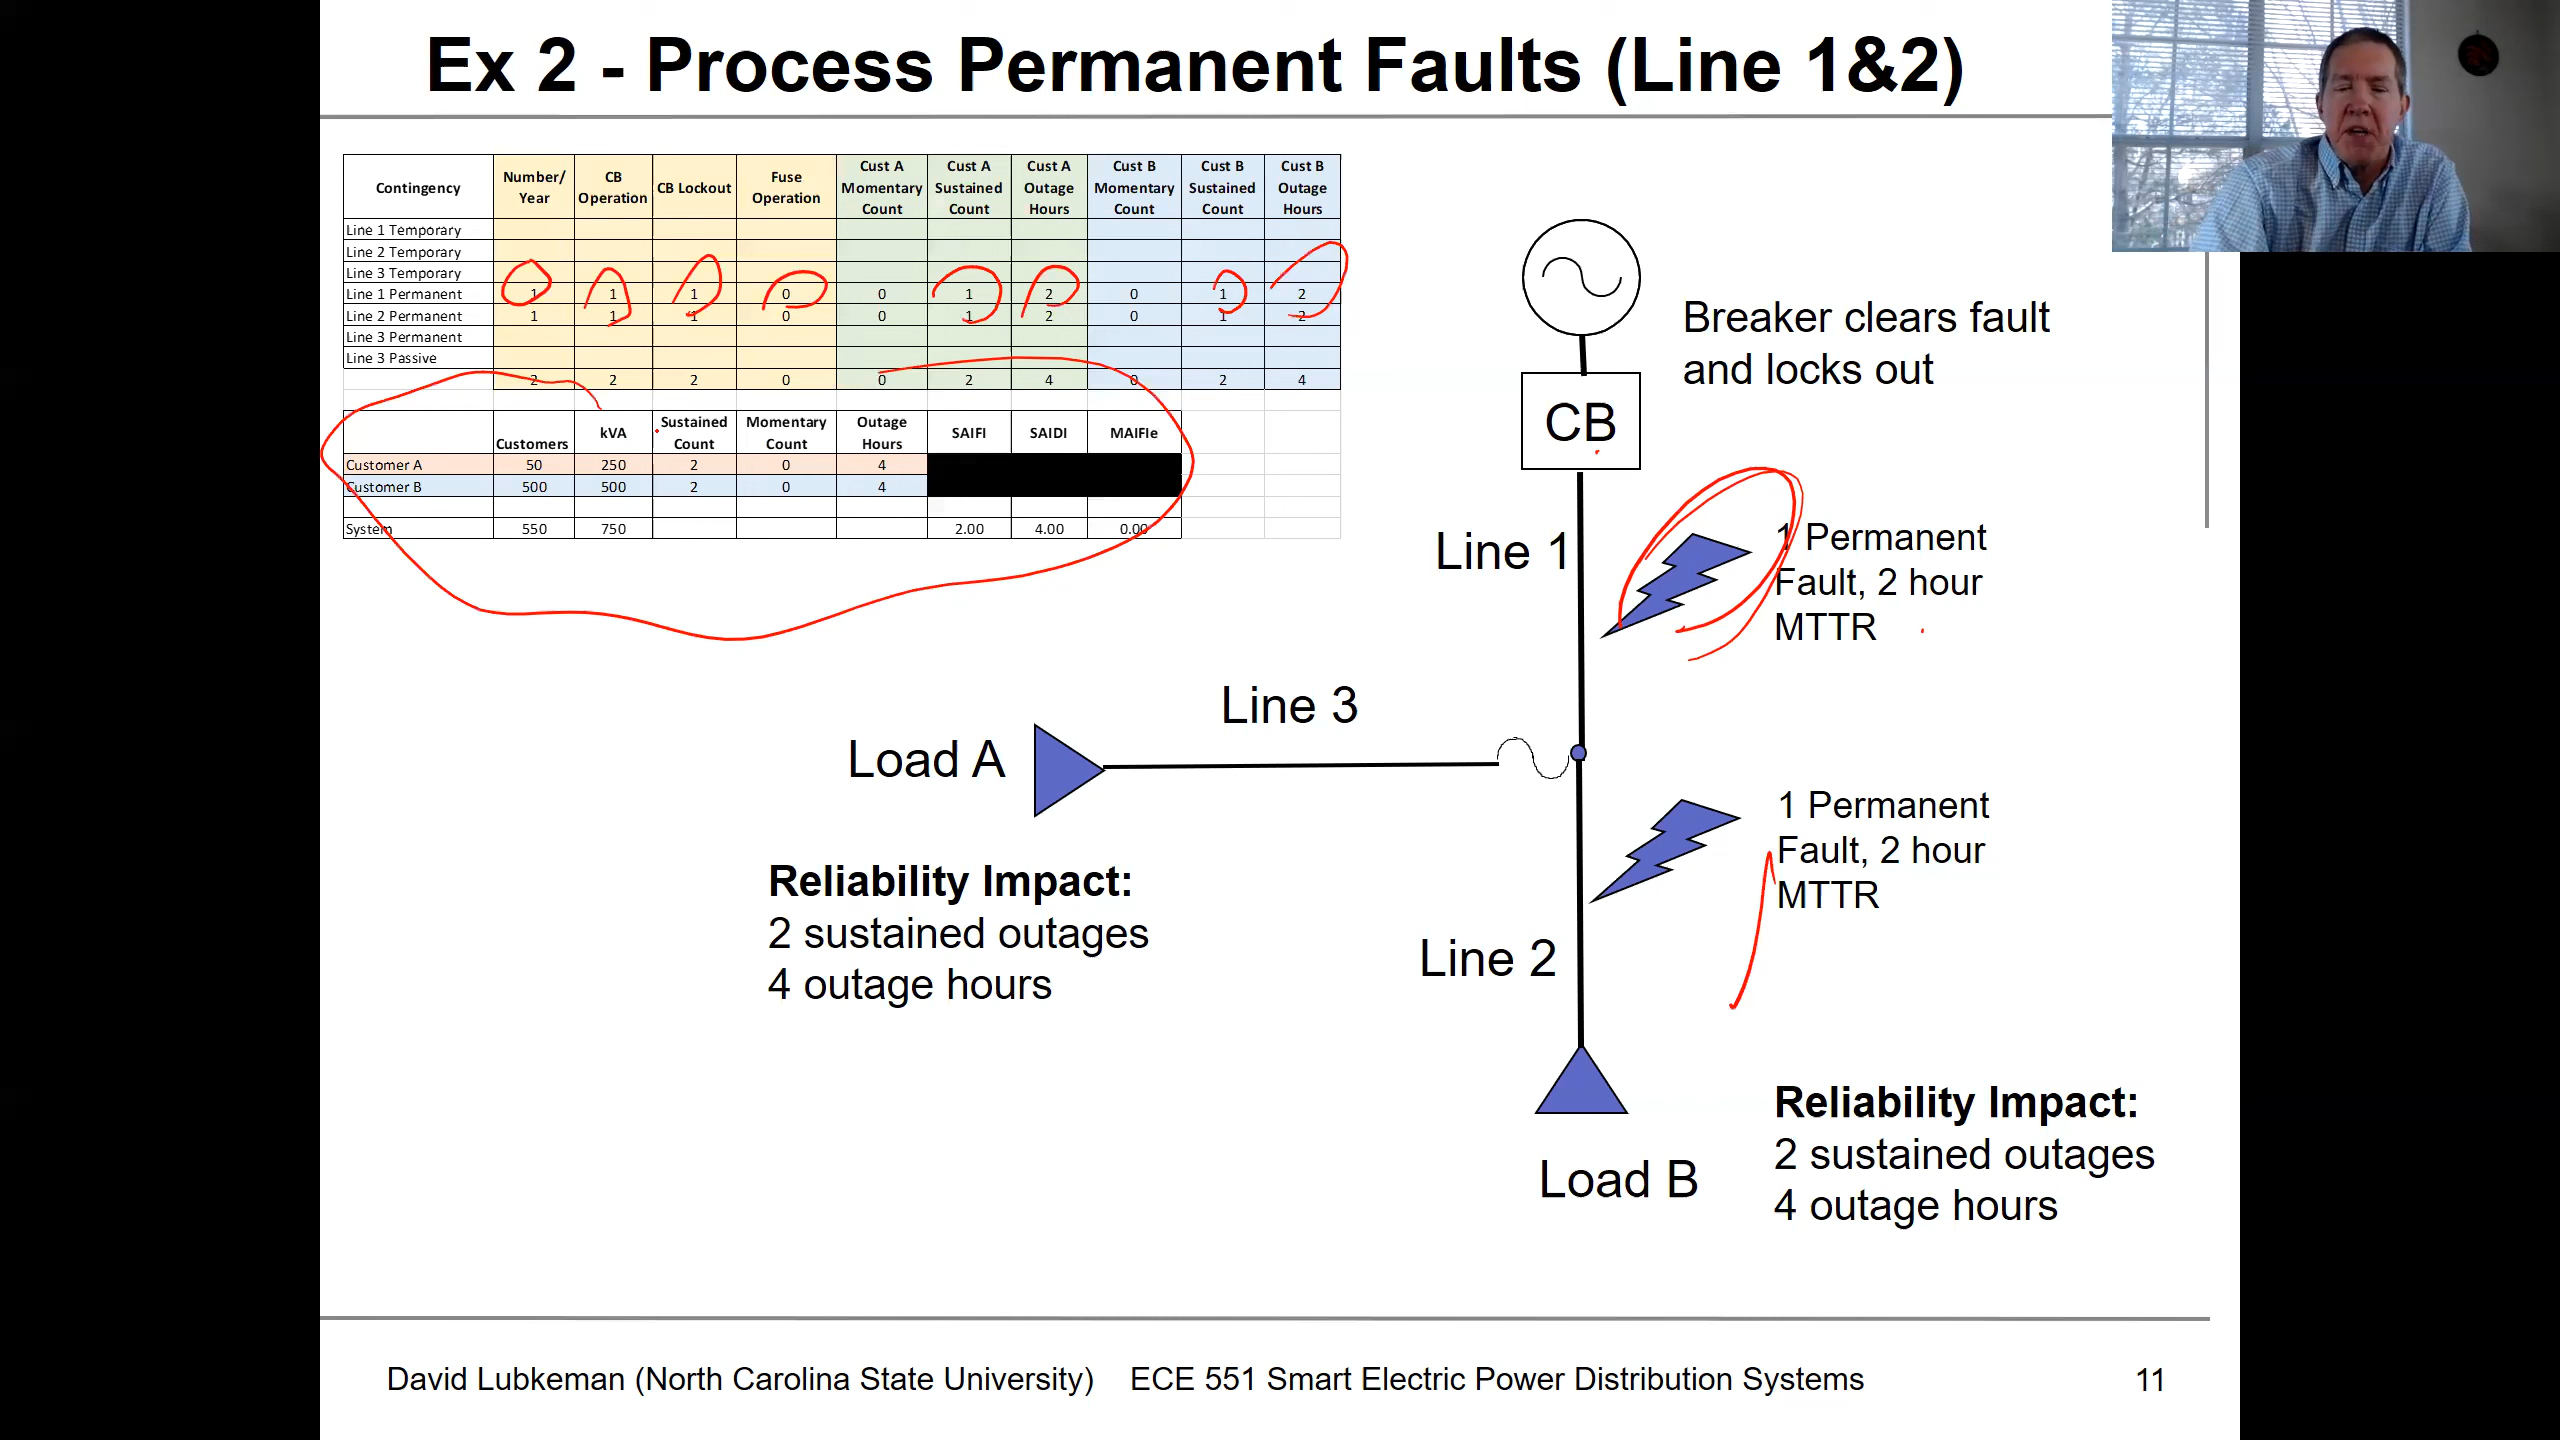 Ex 2 - Process Permanent Faults (Line 1&2)
Contingency Number/Year CB Operation CB Lockout Fuse Operation Cust A Momentary Count Cust A Sustained Count Cust A Outage Hours Cust B Momentary Count Cust B Sustained Count Cust B Outage Hours
Line 1 Temporary
Line 2 Temporary
Line 3 Temporary
Line 1 Permanent 1 1 1 0 0 1 2 0 1 2
Line 2 Permanent 1 1 1 0 0 1 2 0 1 2
Line 3 Permanent
Line 3 Passive
2 2 2 0 0 2 4 0 2 4
Customers kVA Sustained Count Momentary Count Outage Hours SAIFI SAIDI MAIFIe
Customer A 50 250 2 0 4
Customer B 500 500 2 0 4
System 550 750 2.00 4.00 0.00
Breaker clears fault
and locks out
CB
Line 1
1 Permanent
Fault, 2 hour
MTTR
Line 3
Load A
1 Permanent
Fault, 2 hour
MTTR
Reliability Impact:
2 sustained outages
4 outage hours
Line 2
Load B
Reliability Impact:
2 sustained outages
4 outage hours
David Lubkeman (North Carolina State University) ECE 551 Smart Electric Power Distribution Systems 11